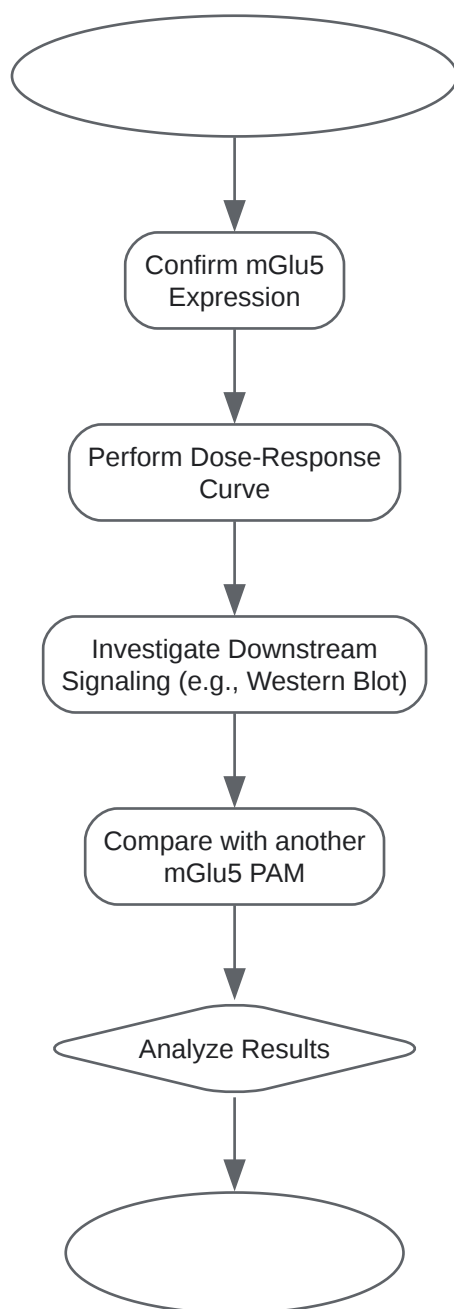 Confirm mGlu5
Expression
Perform Dose-Response
Curve
Investigate Downstream
Signaling (e.g., Western Blot)
Compare with another
mGlu5 PAM
Analyze Results